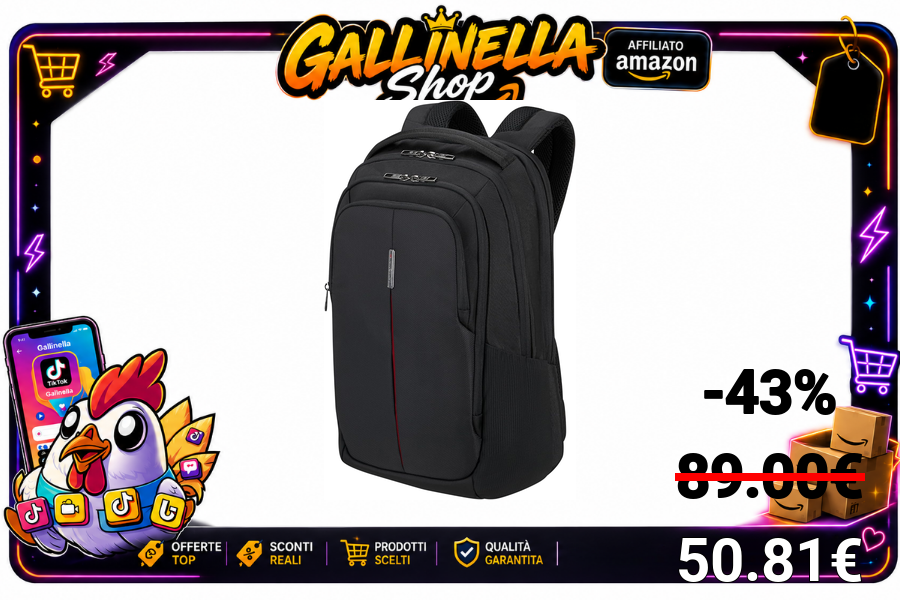 GALLINELLA
Shop
AFFILIATO
amazon
Gallinella
TikTok
Gallinella
-43%
89.00€
50.81€
OFFERTE
TOP
SCONTI
REALI
PRODOTTI
SCELTI
QUALITÀ
GARANTITA